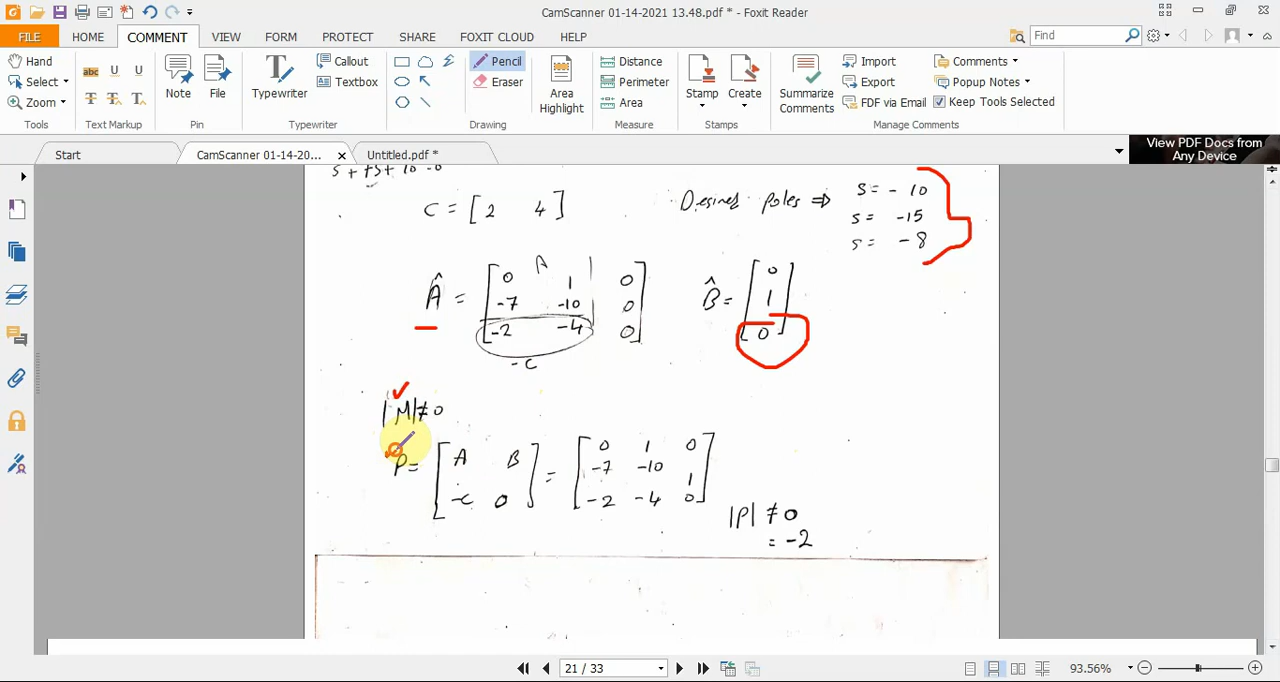 CamScanner 01-14-2021 13.48.pdf * - Foxit Reader
FILE HOME COMMENT VIEW FORM PROTECT SHARE FOXIT CLOUD HELP Find
Hand Select Zoom Tools
abc U U T T T Text Markup
Note File Pin
Typewriter Callout Textbox Typewriter
Pencil Eraser Drawing
Area Highlight
Distance Perimeter Area Measure
Stamp Create Stamps
Summarize Comments Import Export FDF via Email Comments Popup Notes Keep Tools Selected Manage Comments
Start CamScanner 01-14-20... x Untitled.pdf * View PDF Docs from Any Device
C = [2 4] Desired poles ⇒ s = -10
s = -15
s = -8
A
Â = [0 1 0 B̂ = [0
-7 -10 0 1
-2 -4 0] 0]
-C
|M| ≠ 0
P = [A B = [0 1 0
-7 -10 1
-C 0] -2 -4 0]
|P| ≠ 0
= -2
21 / 33 93.56%